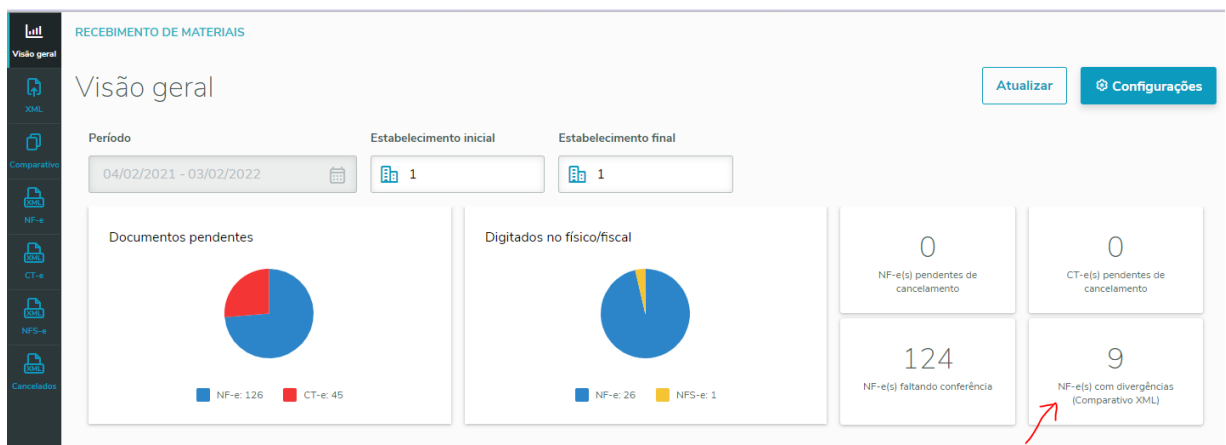 Visão geral
XML
Comparativo
NF-e
CT-e
NFS-e
Cancelados
RECEBIMENTO DE MATERIAIS
Visão geral
Atualizar
Configurações
Período
Estabelecimento inicial
Estabelecimento final
04/02/2021 - 03/02/2022
1
1
Documentos pendentes
NF-e: 126
CT-e: 45
Digitados no físico/fiscal
NF-e: 26
NFS-e: 1
0
NF-e(s) pendentes de
cancelamento
0
CT-e(s) pendentes de
cancelamento
124
NF-e(s) faltando conferência
9
NF-e(s) com divergências
(Comparativo XML)